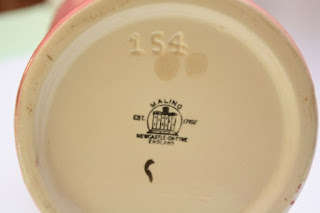 154
MALING
EST. 1762
NEWCASTLE-ON-TYNE
ENGLAND